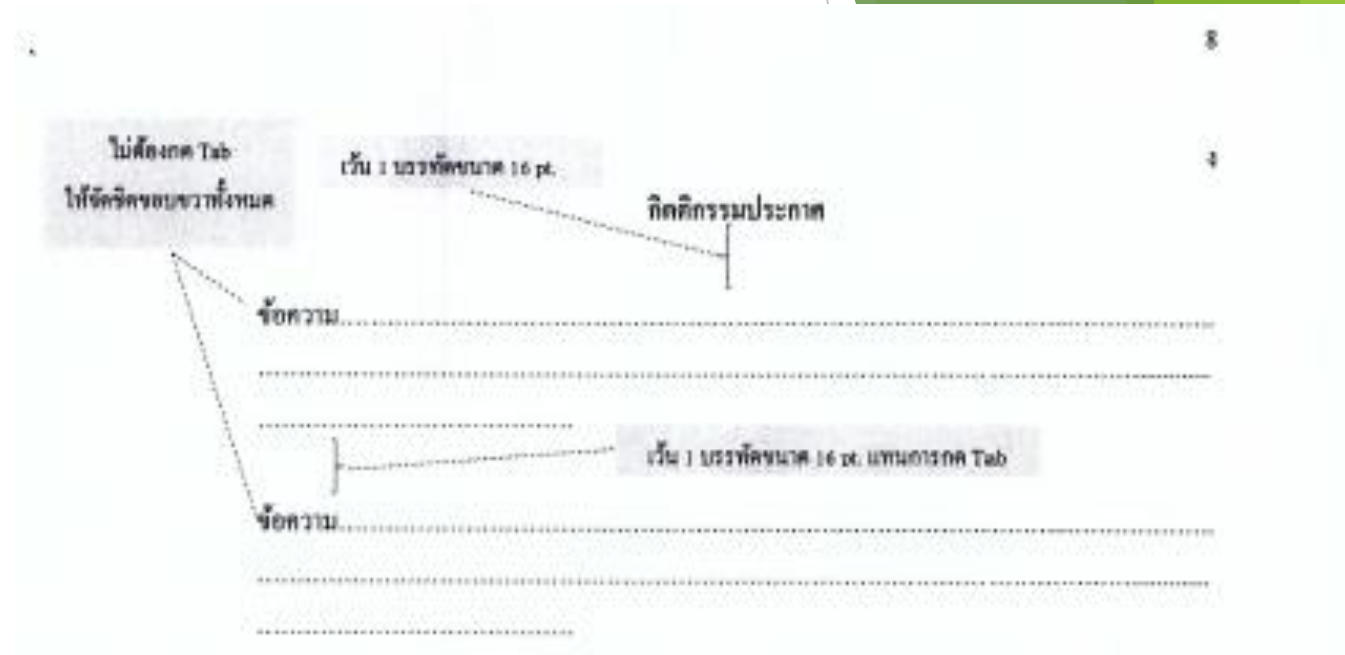 8
ง
ไม่ต้องกด Tab
ให้จัดชิดขอบขวาทั้งหมด
เว้น 1 บรรทัดขนาด 16 pt.
กิตติกรรมประกาศ
ข้อความ
เว้น 1 บรรทัดขนาด 16 pt. แทนการกด Tab
ข้อความ